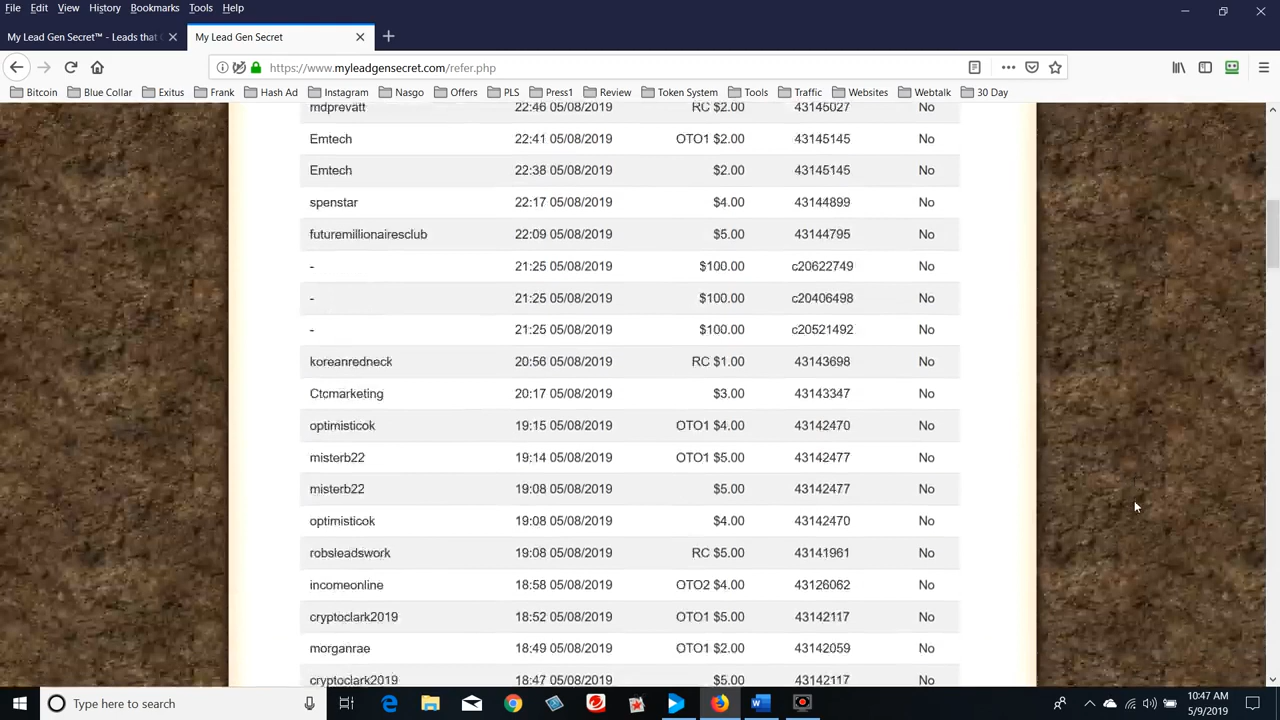 File Edit View History Bookmarks Tools Help
My Lead Gen Secret™ - Leads that
My Lead Gen Secret
https://www.myleadgensecret.com/refer.php
Bitcoin Blue Collar Exitus Frank Hash Ad Instagram Nasgo Offers PLS Press1 Review Token System Tools Traffic Websites Webtalk 30 Day
mdprevatt 22:46 05/08/2019 RC $2.00 43145027 No
Emtech 22:41 05/08/2019 OTO1 $2.00 43145145 No
Emtech 22:38 05/08/2019 $2.00 43145145 No
spenstar 22:17 05/08/2019 $4.00 43144899 No
futuremillionairesclub 22:09 05/08/2019 $5.00 43144795 No
- 21:25 05/08/2019 $100.00 c20622749 No
- 21:25 05/08/2019 $100.00 c20406498 No
- 21:25 05/08/2019 $100.00 c20521492 No
koreanredneck 20:56 05/08/2019 RC $1.00 43143698 No
Ctcmarketing 20:17 05/08/2019 $3.00 43143347 No
optimisticok 19:15 05/08/2019 OTO1 $4.00 43142470 No
misterb22 19:14 05/08/2019 OTO1 $5.00 43142477 No
misterb22 19:08 05/08/2019 $5.00 43142477 No
optimisticok 19:08 05/08/2019 $4.00 43142470 No
robsleadswork 19:08 05/08/2019 RC $5.00 43141961 No
incomeonline 18:58 05/08/2019 OTO2 $4.00 43126062 No
cryptoclark2019 18:52 05/08/2019 OTO1 $5.00 43142117 No
morganrae 18:49 05/08/2019 OTO1 $2.00 43142059 No
cryptoclark2019 18:47 05/08/2019 $5.00 43142117 No
Type here to search
10:47 AM
5/9/2019